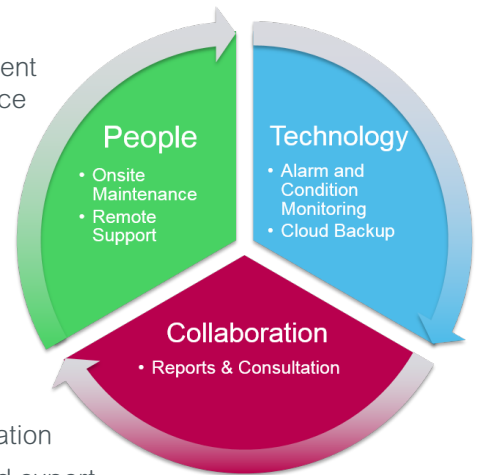 ent
ce
People
• Onsite
Maintenance
• Remote
Support
Technology
• Alarm and
Condition
Monitoring
• Cloud Backup
Collaboration
• Reports & Consultation
ation